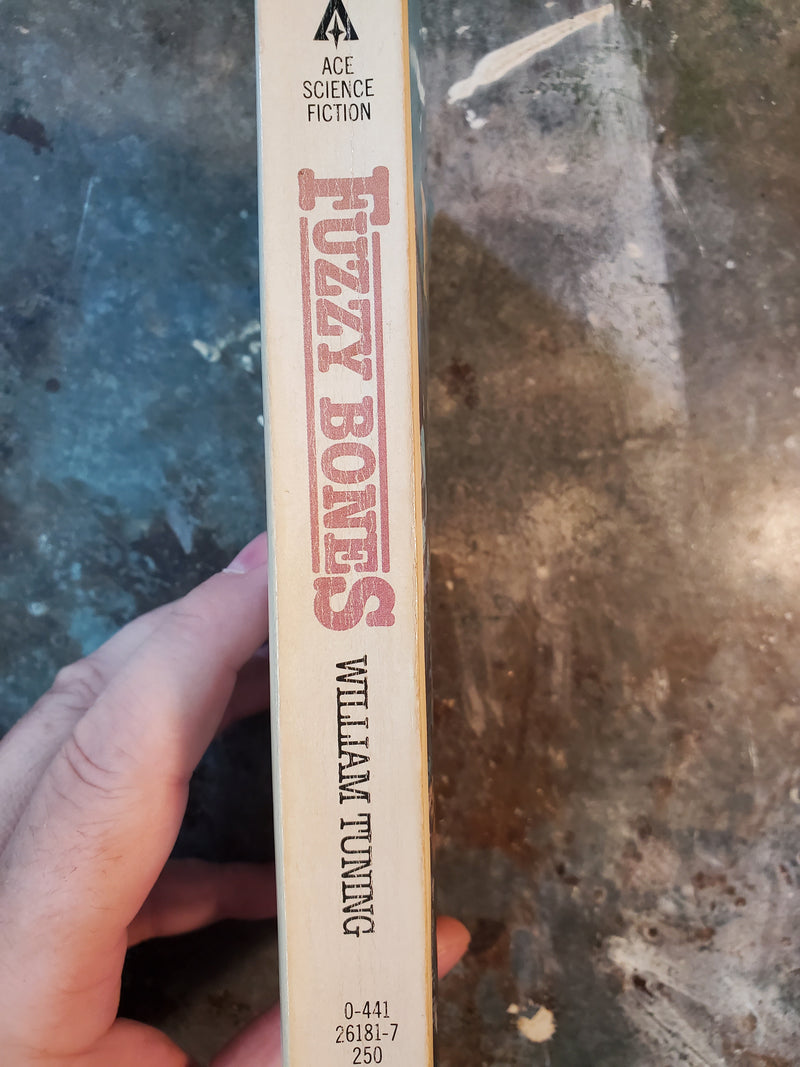 ACE
SCIENCE
FICTION
FUZZY BONES
WILLIAM TUNING
0-441
26181-7
250